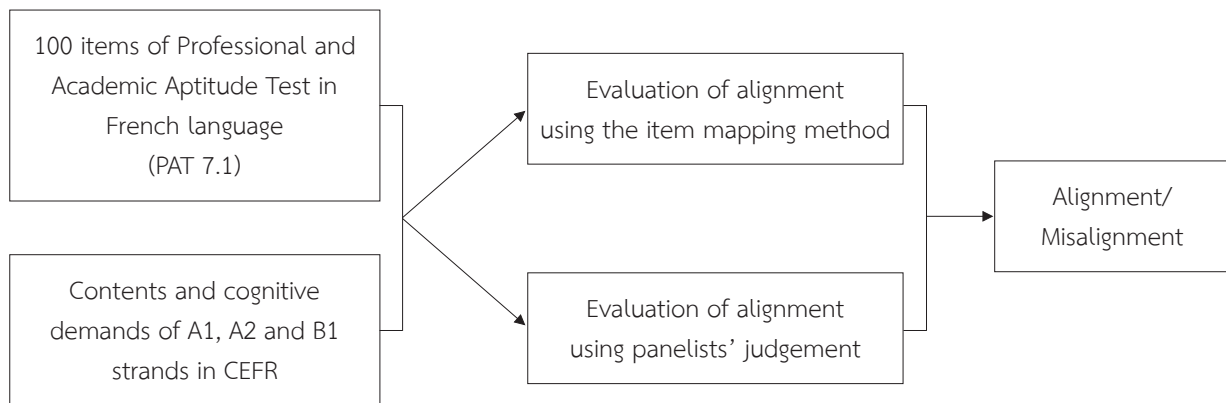 100 items of Professional and
Academic Aptitude Test in
French language
(PAT 7.1)
Contents and cognitive
demands of A1, A2 and B1
strands in CEFR
Evaluation of alignment
using the item mapping method
Evaluation of alignment
using panelists’ judgement
Alignment/
Misalignment